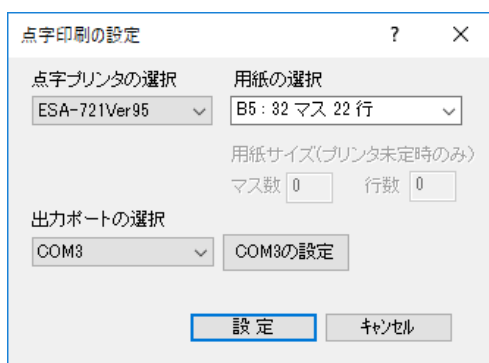 点字印刷の設定 ? ×
点字プリンタの選択 用紙の選択
ESA-721Ver95 B5：32 マス 22 行
用紙サイズ(プリンタ未定時のみ)
マス数 0 行数 0
出力ポートの選択
COM3 COM3の設定
設 定 キャンセル